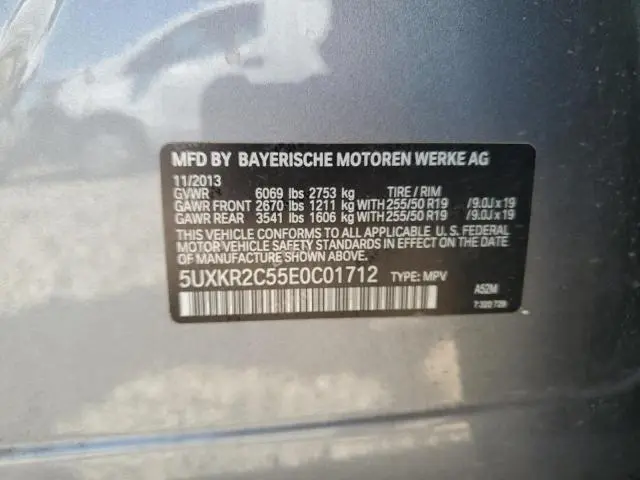 MFD BY BAYERISCHE MOTOREN WERKE AG
11/2013
GVWR 6069 lbs 2753 kg TIRE / RIM
GAWR FRONT 2670 lbs 1211 kg WITH 255/50 R19 /9.0J x 19
GAWR REAR 3541 lbs 1606 kg WITH 255/50 R19 /9.0J x 19
THIS VEHICLE CONFORMS TO ALL APPLICABLE U. S. FEDERAL
MOTOR VEHICLE SAFETY STANDARDS IN EFFECT ON THE DATE
OF MANUFACTURE SHOWN ABOVE.
5UXKR2C55E0C01712 TYPE: MPV
A52M
7 320 729